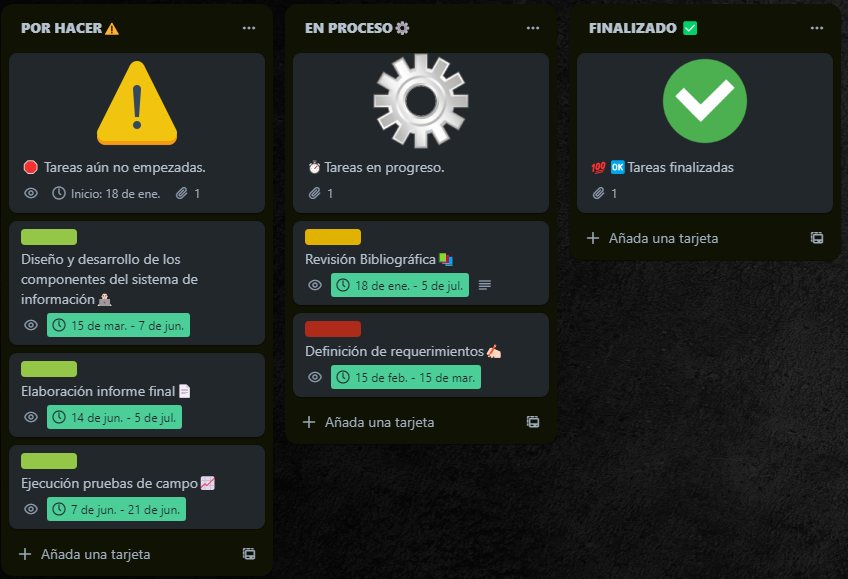 POR HACER⚠️
Tareas aún no empezadas.
Inicio: 18 de ene. 1
Diseño y desarrollo de los
componentes del sistema de
información
15 de mar. - 7 de jun.
Elaboración informe final
14 de jun. - 5 de jul.
Ejecución pruebas de campo
7 de jun. - 21 de jun.
Añada una tarjeta
EN PROCESO⚙️
Tareas en progreso.
1
Revisión Bibliográfica
18 de ene. - 5 de jul.
Definición de requerimientos
15 de feb. - 15 de mar.
Añada una tarjeta
FINALIZADO ✅
💯 🆗 Tareas finalizadas
1
Añada una tarjeta